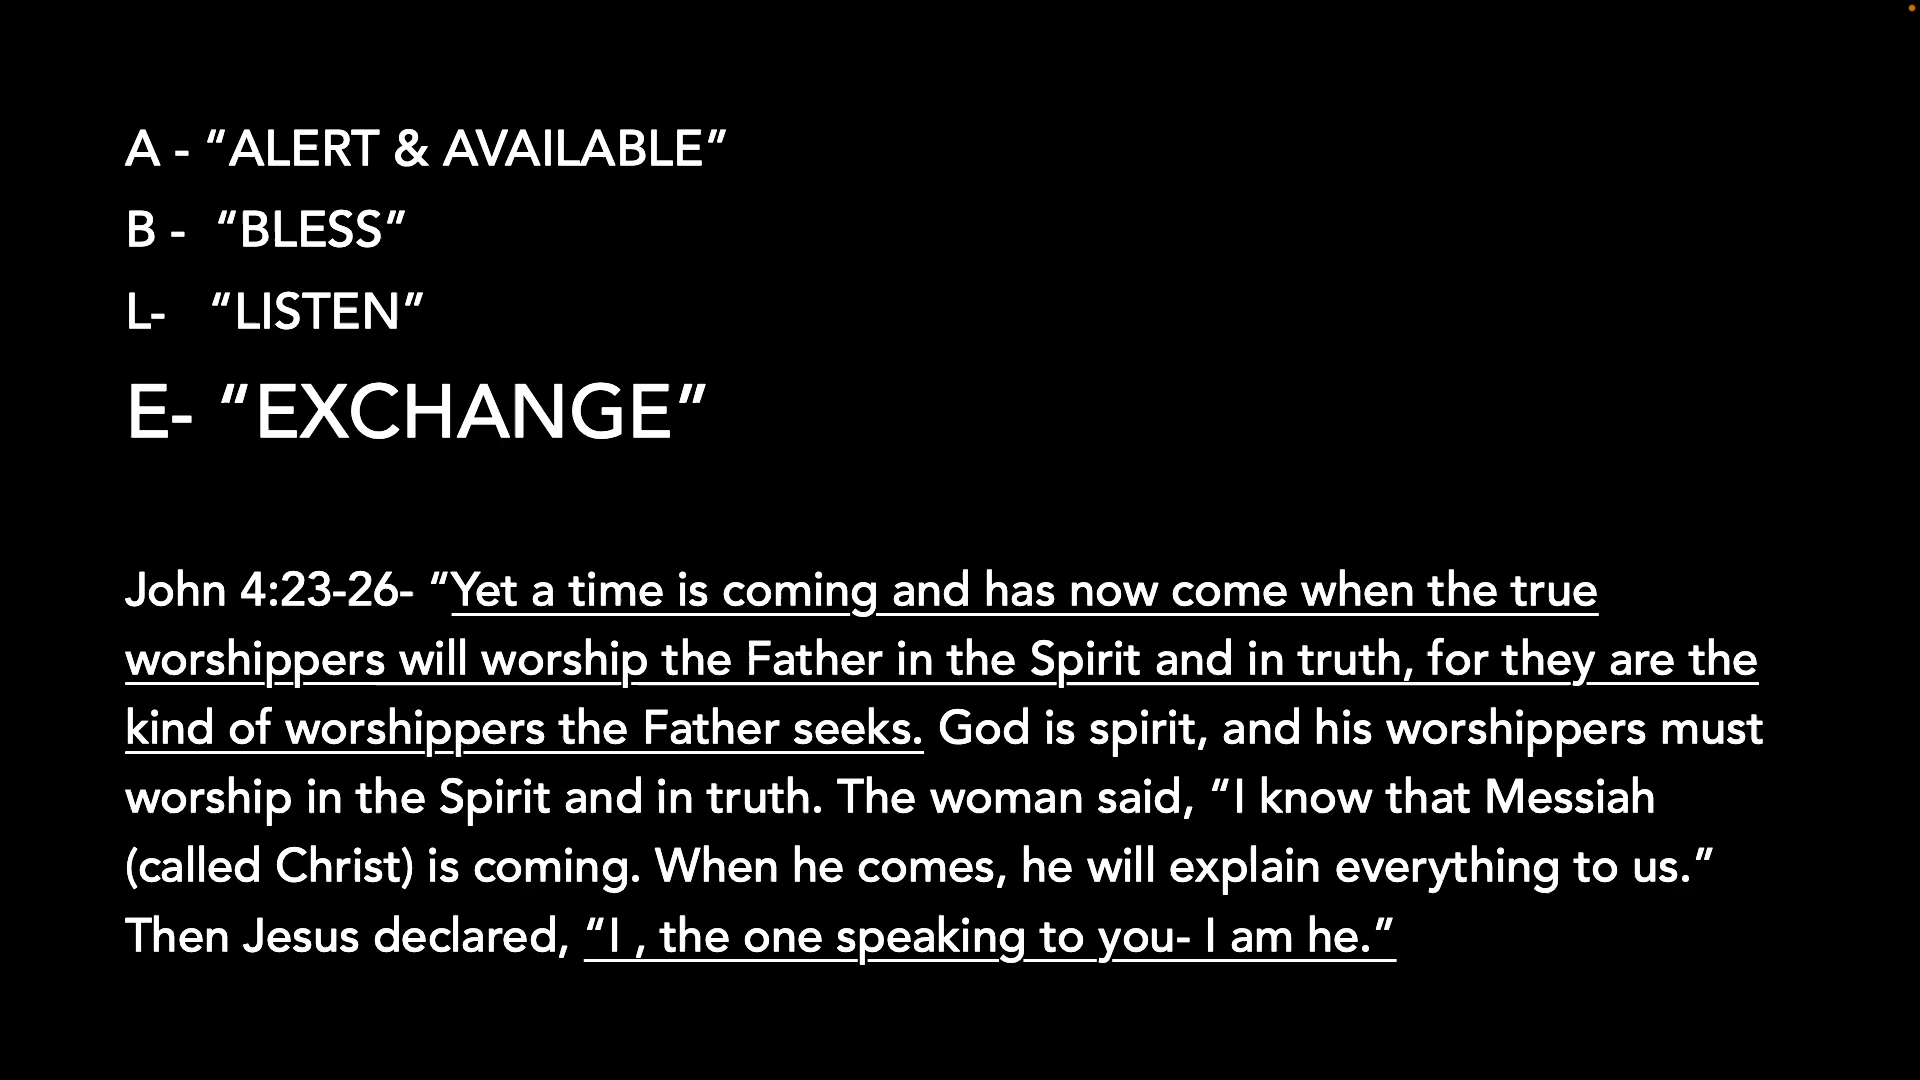 A - “ALERT & AVAILABLE”
B - “BLESS”
L- “LISTEN”
E- “EXCHANGE”
John 4:23-26- “Yet a time is coming and has now come when the true
worshippers will worship the Father in the Spirit and in truth, for they are the
kind of worshippers the Father seeks. God is spirit, and his worshippers must
worship in the Spirit and in truth. The woman said, “I know that Messiah
(called Christ) is coming. When he comes, he will explain everything to us.”
Then Jesus declared, “I , the one speaking to you- I am he.”